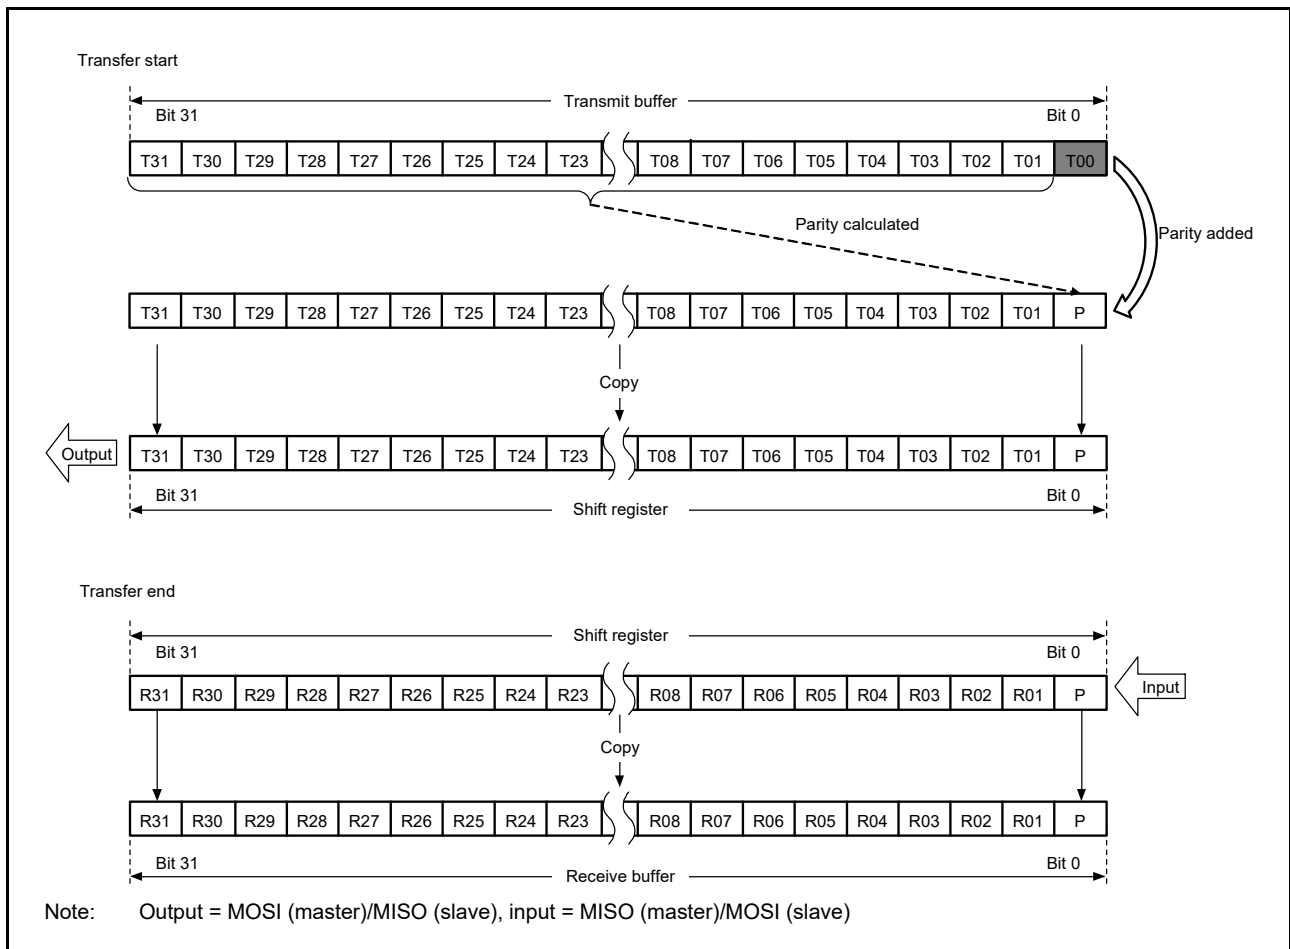 Transfer start
Transmit buffer
Bit 31 Bit 0
T31 T30 T29 T28 T27 T26 T25 T24 T23 T08 T07 T06 T05 T04 T03 T02 T01 T00
Parity calculated
Parity added
T31 T30 T29 T28 T27 T26 T25 T24 T23 T08 T07 T06 T05 T04 T03 T02 T01 P
Copy
Output
T31 T30 T29 T28 T27 T26 T25 T24 T23 T08 T07 T06 T05 T04 T03 T02 T01 P
Bit 31 Bit 0
Shift register
Transfer end
Shift register
Bit 31 Bit 0
R31 R30 R29 R28 R27 R26 R25 R24 R23 R08 R07 R06 R05 R04 R03 R02 R01 P
Input
Copy
R31 R30 R29 R28 R27 R26 R25 R24 R23 R08 R07 R06 R05 R04 R03 R02 R01 P
Bit 31 Bit 0
Receive buffer
Note: Output = MOSI (master)/MISO (slave), input = MISO (master)/MOSI (slave)